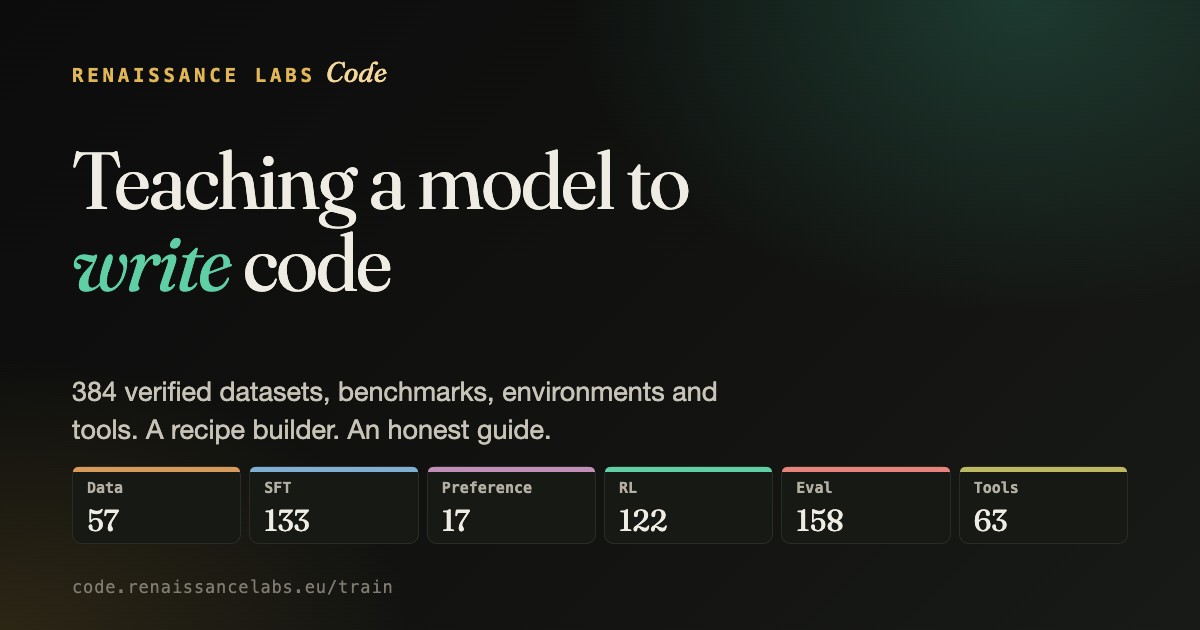 RENAISSANCE LABS Code
Teaching a model to
write code
384 verified datasets, benchmarks, environments and
tools. A recipe builder. An honest guide.
Data
57
SFT
133
Preference
17
RL
122
Eval
158
Tools
63
code.renaissancelabs.eu/train